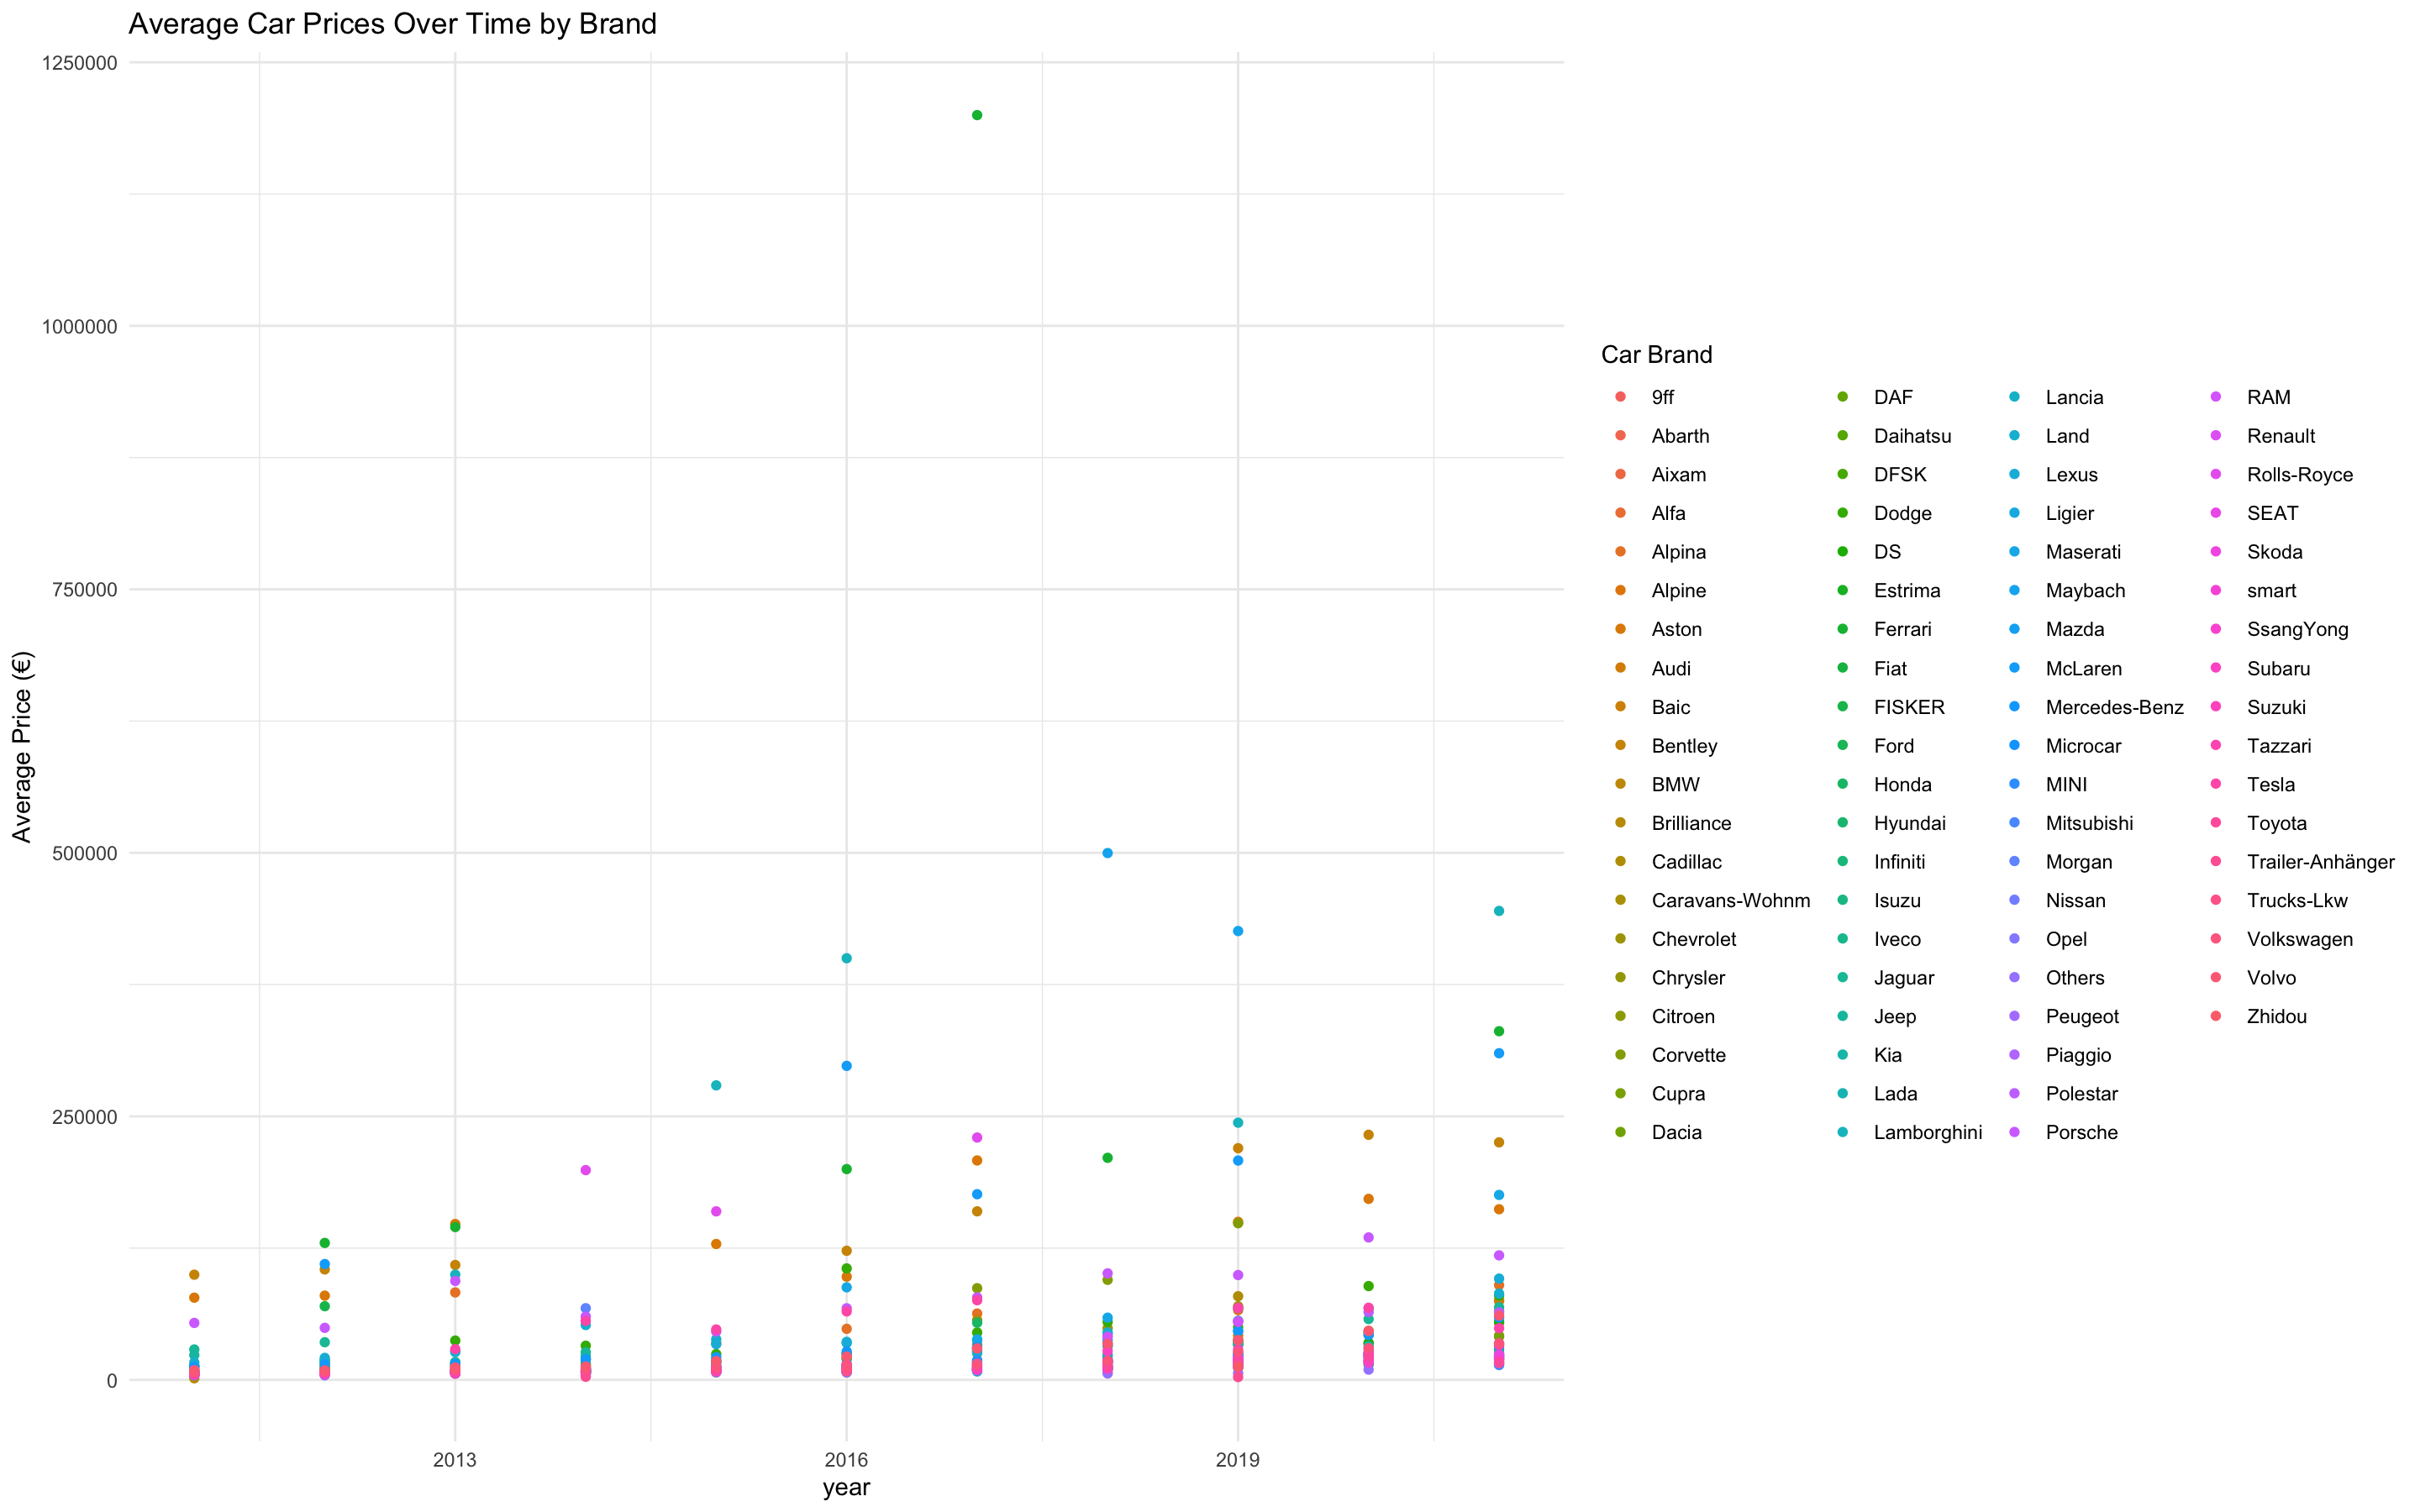 Average Car Prices Over Time by Brand
1250000
1000000
750000
500000
250000
0
Average Price (€)
2013
2016
2019
year
Car Brand
9ff
Abarth
Aixam
Alfa
Alpina
Alpine
Aston
Audi
Baic
Bentley
BMW
Brilliance
Cadillac
Caravans-Wohnm
Chevrolet
Chrysler
Citroen
Corvette
Cupra
Dacia
DAF
Daihatsu
DFSK
Dodge
DS
Estrima
Ferrari
Fiat
FISKER
Ford
Honda
Hyundai
Infiniti
Isuzu
Iveco
Jaguar
Jeep
Kia
Lada
Lamborghini
Lancia
Land
Lexus
Ligier
Maserati
Maybach
Mazda
McLaren
Mercedes-Benz
Microcar
MINI
Mitsubishi
Morgan
Nissan
Opel
Others
Peugeot
Piaggio
Polestar
Porsche
RAM
Renault
Rolls-Royce
SEAT
Skoda
smart
SsangYong
Subaru
Suzuki
Tazzari
Tesla
Toyota
Trailer-Anhänger
Trucks-Lkw
Volkswagen
Volvo
Zhidou